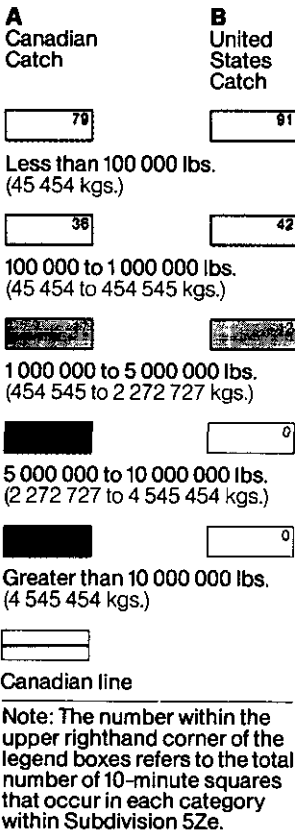 A B
Canadian United
Catch States
Catch
79 91
Less than 100 000 lbs.
(45 454 kgs.)
36 42
100 000 to 1 000 000 lbs.
(45 454 to 454 545 kgs.)
1 000 000 to 5 000 000 lbs.
(454 545 to 2 272 727 kgs.)
0
5 000 000 to 10 000 000 lbs.
(2 272 727 to 4 545 454 kgs.)
0
Greater than 10 000 000 lbs.
(4 545 454 kgs.)
Canadian line
Note: The number within the
upper righthand corner of the
legend boxes refers to the total
number of 10-minute squares
that occur in each category
within Subdivision 5Ze.